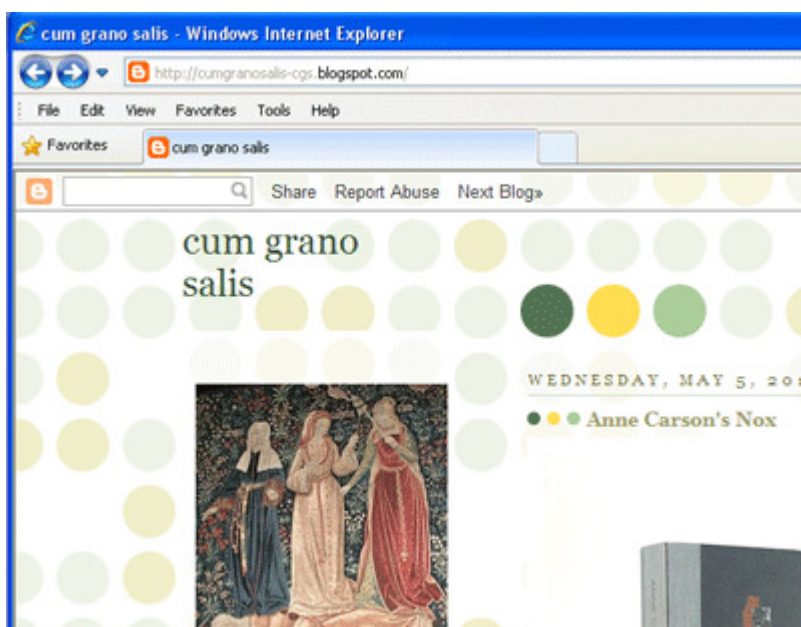 cum grano salis - Windows Internet Explorer
http://cumgranosalis-cgs.blogspot.com/
File Edit View Favorites Tools Help
Favorites cum grano salis
Share Report Abuse Next Blog»
cum grano
salis
WEDNESDAY, MAY 5, 20
Anne Carson's Nox